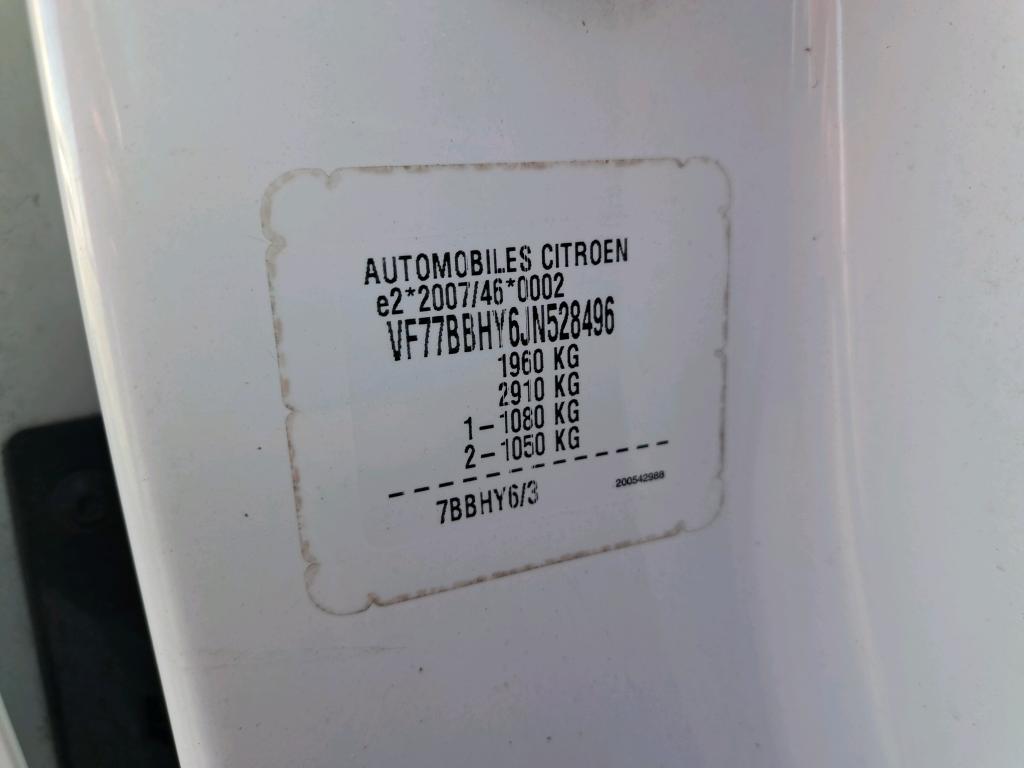 AUTOMOBILES CITROEN
e2*2007/46*0002
VF77BBHY6JN528496
1960 KG
2910 KG
1-1080 KG
2-1050 KG
7BBHY6/3
200542988